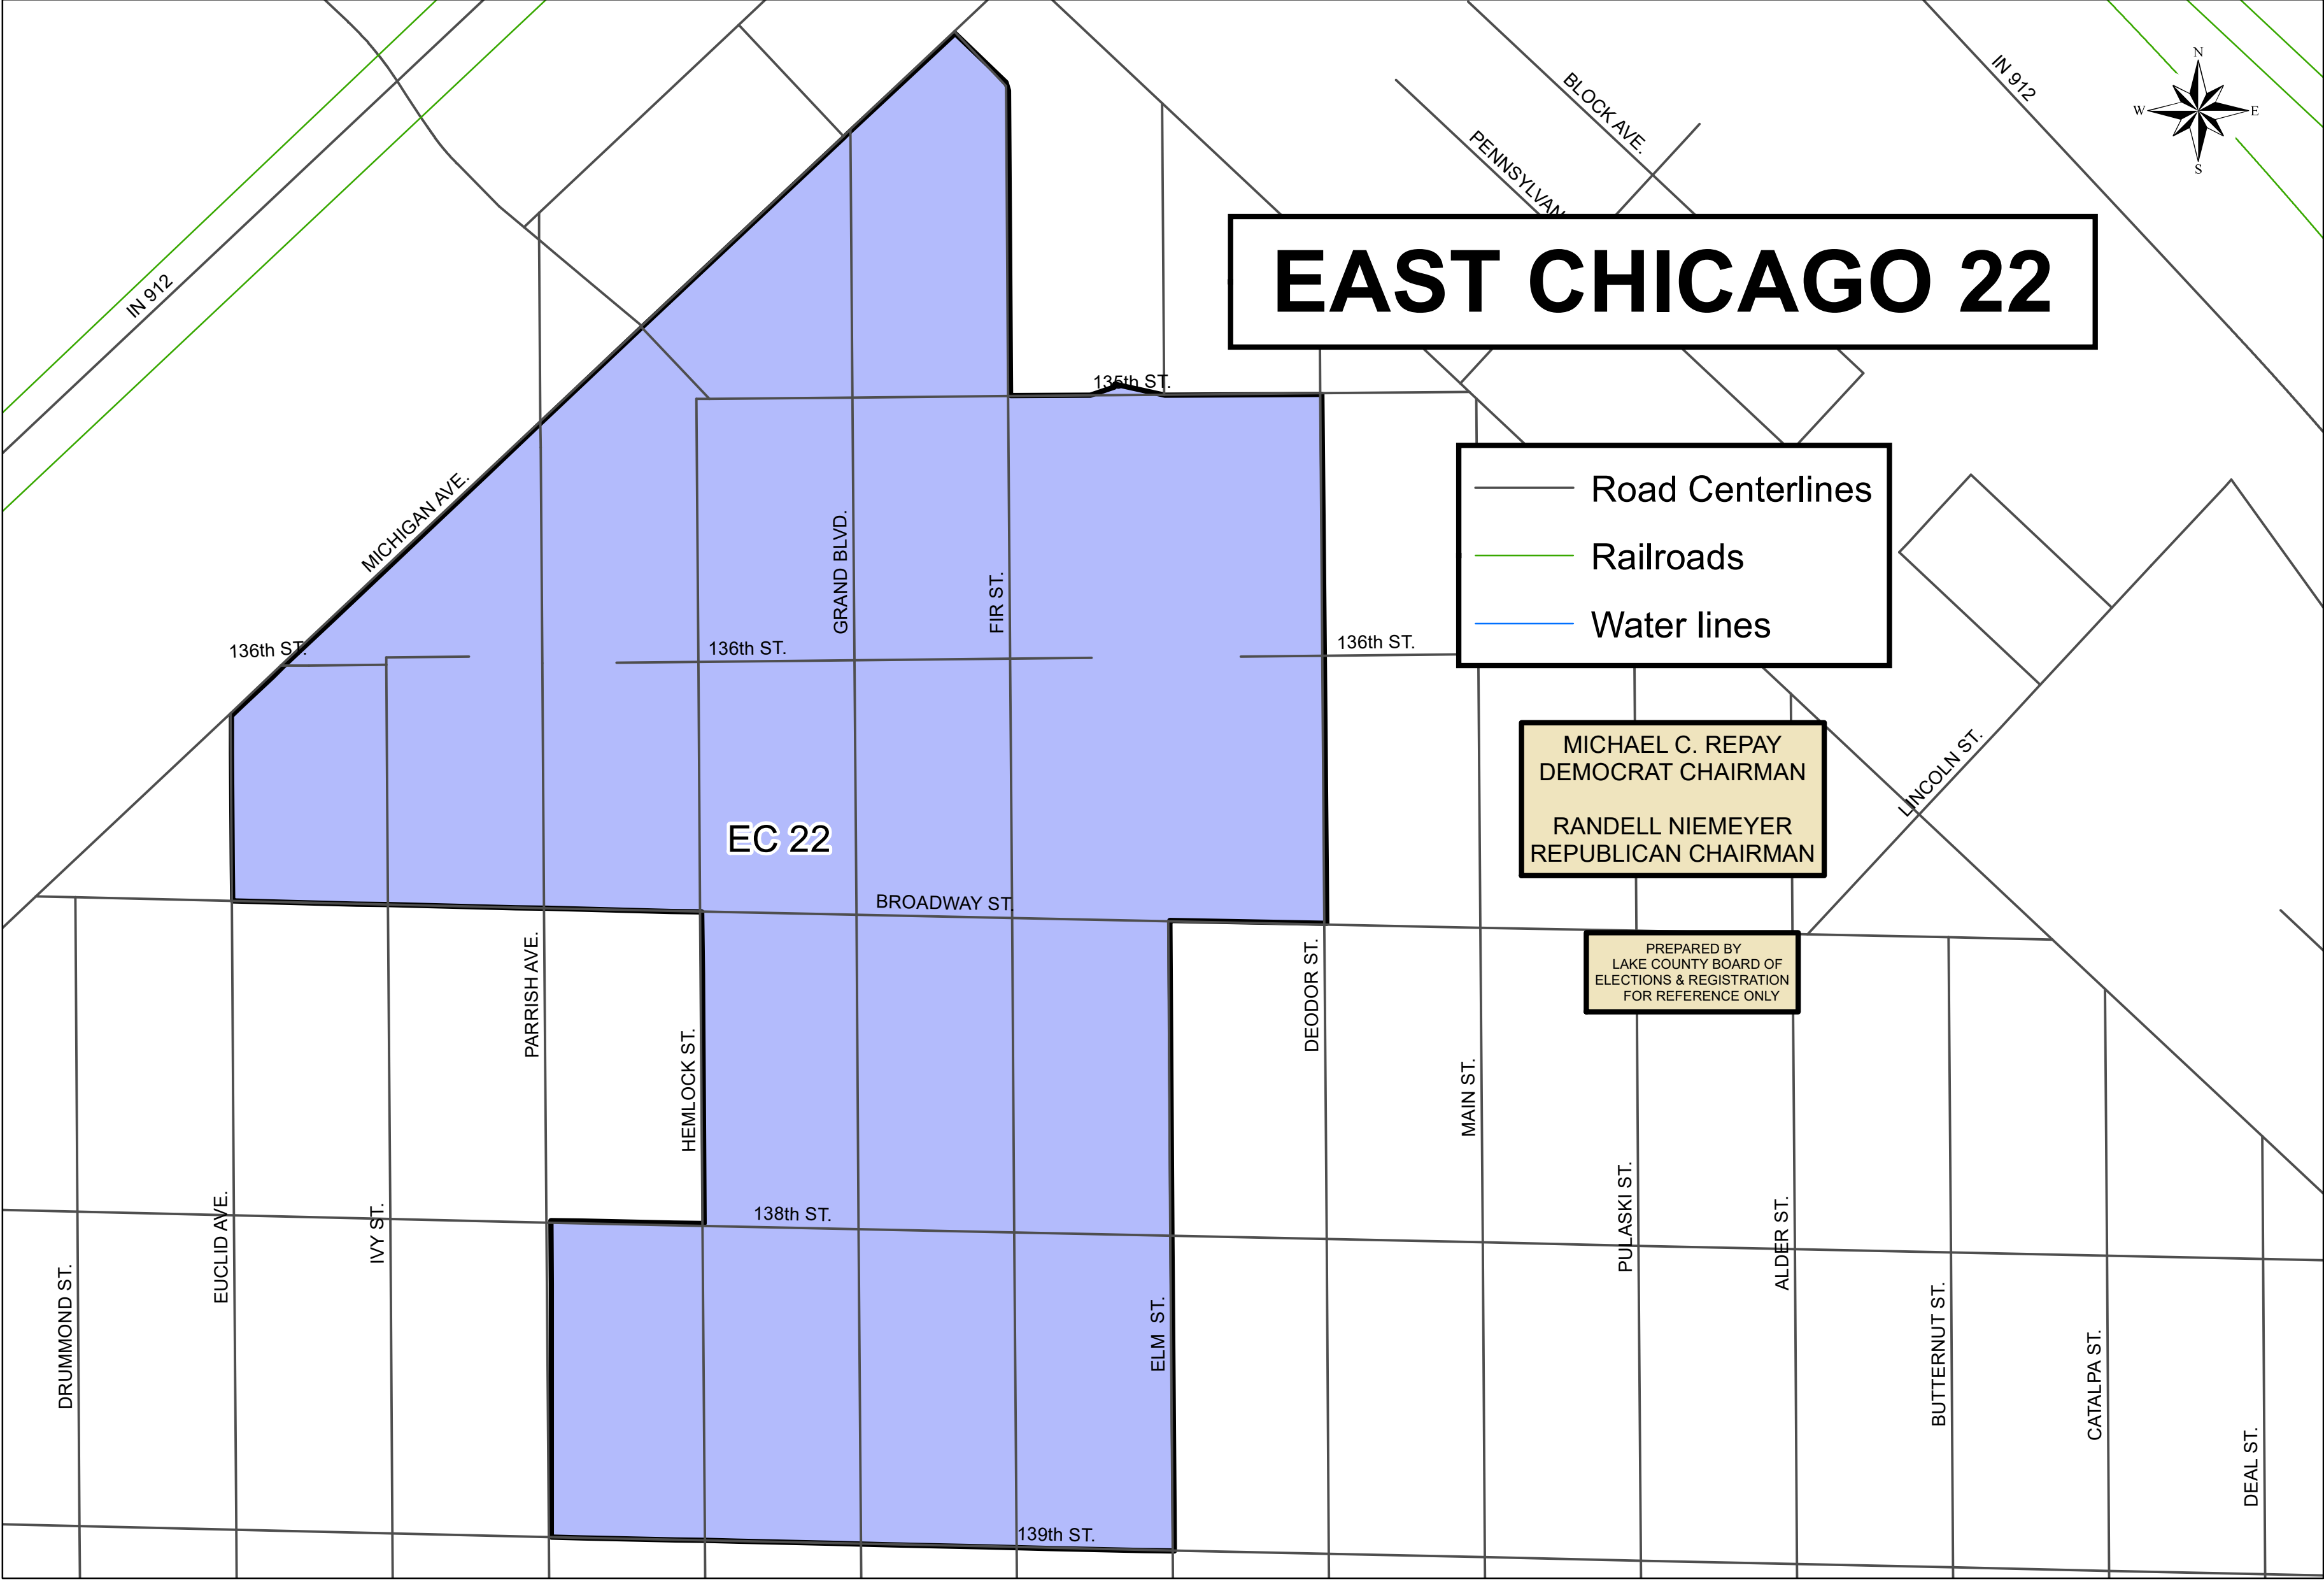 N
W E
S
IN 912
BLOCK AVE.
EAST CHICAGO 22
IN 912
135th ST.
Road Centerlines
Railroads
Water lines
MICHIGAN AVE.
GRAND BLVD.
FIR ST.
136th ST.
136th ST.
136th ST.
MICHAEL C. REPAY
DEMOCRAT CHAIRMAN
RANDELL NIEMEYER
REPUBLICAN CHAIRMAN
LINCOLN ST.
EC 22
BROADWAY ST.
PREPARED BY
LAKE COUNTY BOARD OF
ELECTIONS & REGISTRATION
FOR REFERENCE ONLY
PARRISH AVE.
HEMLOCK ST.
DEODOR ST.
MAIN ST.
138th ST.
DRUMMOND ST.
EUCLID AVE.
IVY ST.
ELM ST.
PULASKI ST.
ALDER ST.
BUTTERNUT ST.
CATALPA ST.
DEAL ST.
139th ST.